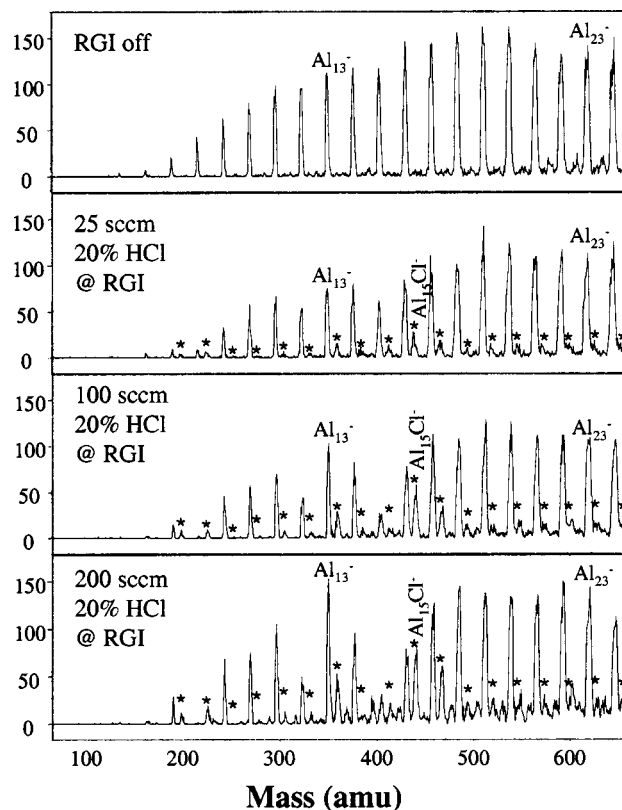 RGI off
Al₁₃⁻
Al₂₃⁻
150
100
50
0
25 sccm
20% HCl
@ RGI
Al₁₃⁻
* Al₁₅Cl⁻
Al₂₃⁻
150
100
50
0
* * * * * * * * * * * * * * * *
100 sccm
20% HCl
@ RGI
Al₁₃⁻
* Al₁₅Cl⁻
Al₂₃⁻
150
100
50
0
* * * * * * * * * * * * * * * *
200 sccm
20% HCl
@ RGI
Al₁₃⁻
* Al₁₅Cl⁻
Al₂₃⁻
150
100
50
0
* * * * * * * * * * * * * * * *
100 200 300 400 500 600
Mass (amu)